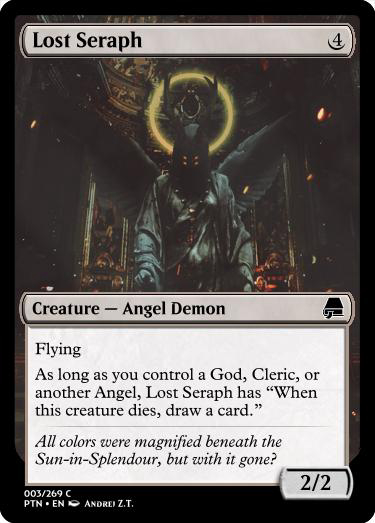 Lost Seraph 4
Creature — Angel Demon
Flying
As long as you control a God, Cleric, or
another Angel, Lost Seraph has “When
this creature dies, draw a card.”
All colors were magnified beneath the
Sun-in-Splendour, but with it gone?
2/2
003/269 C
PTN • EN Andrei Z.T.